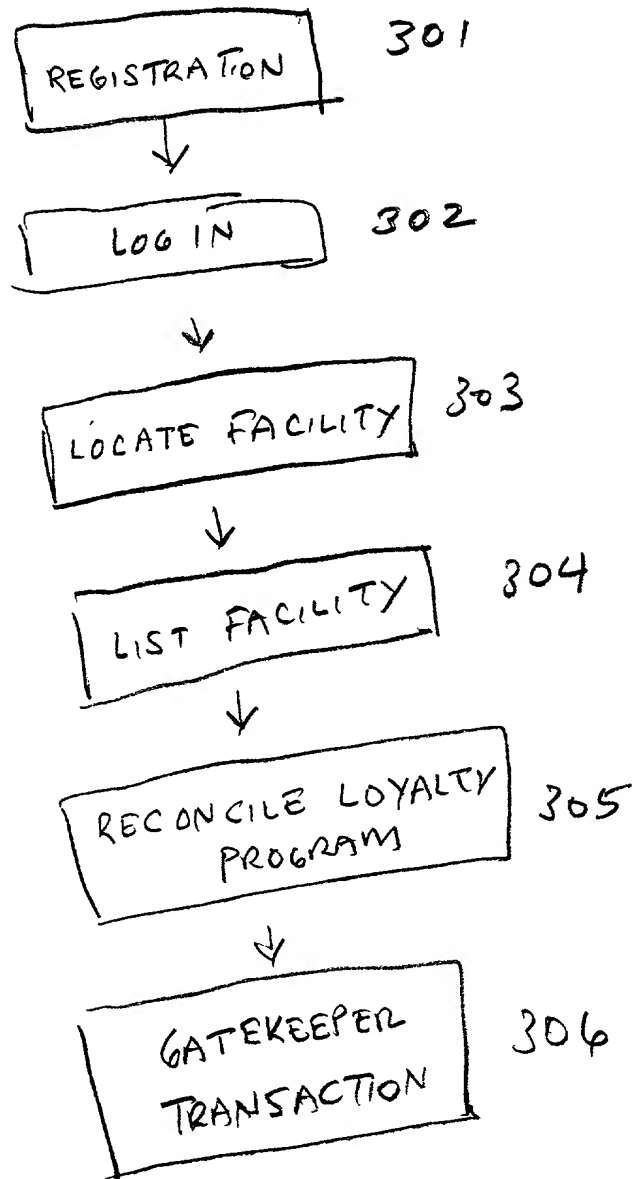 REGISTRATION 301
LOG IN 302
LOCATE FACILITY 303
LIST FACILITY 304
RECONCILE LOYALTY 305
PROGRAM
GATEKEEPER 306
TRANSACTION